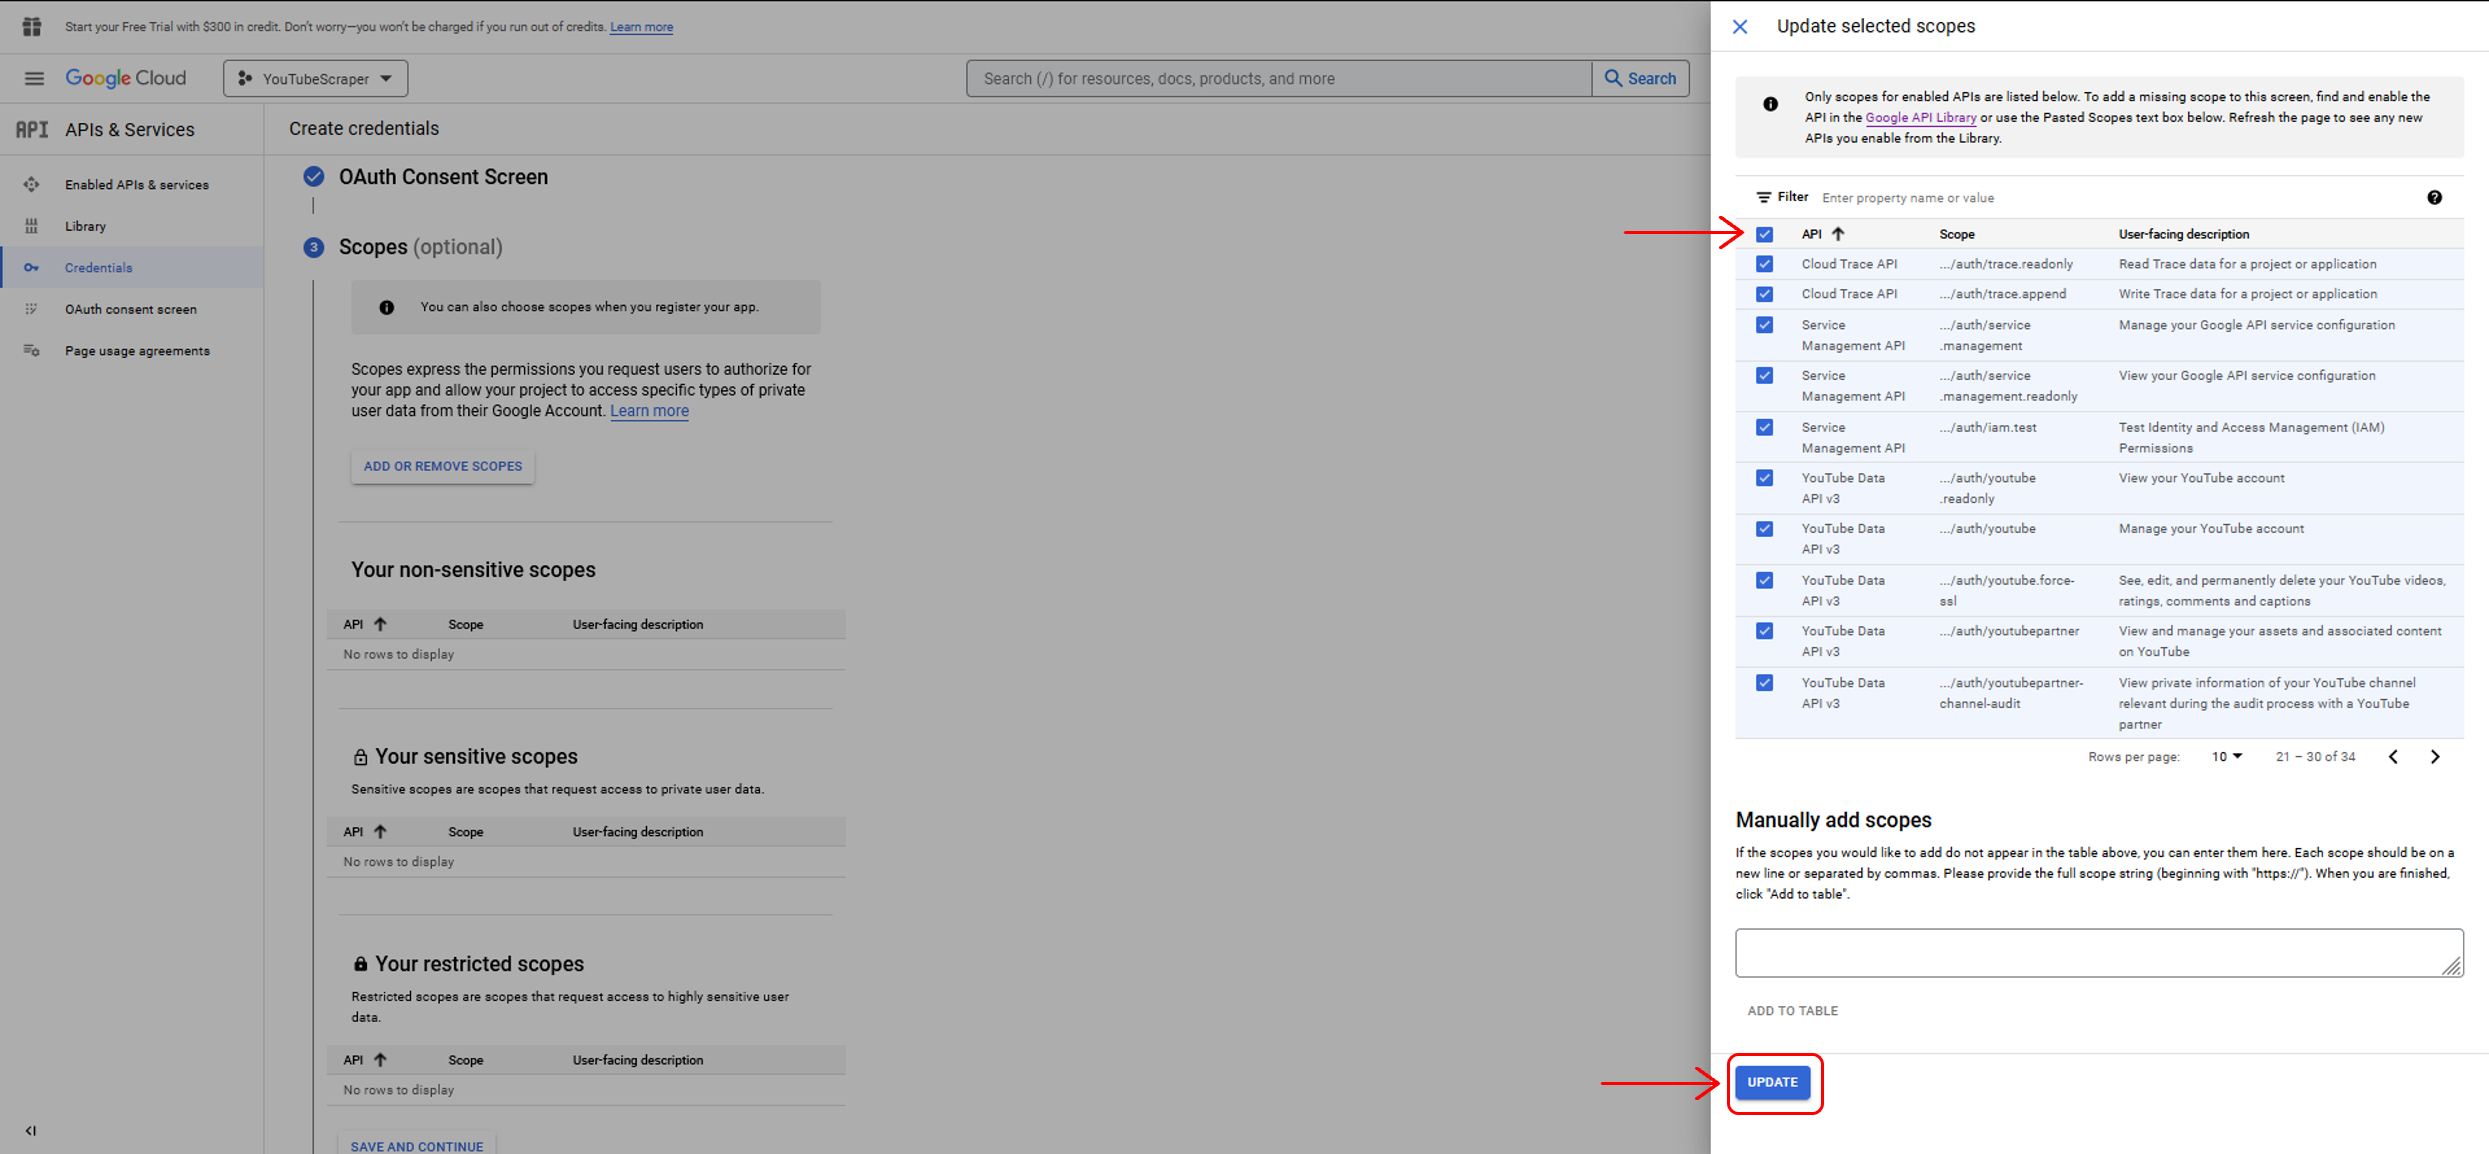 Start your Free Trial with $300 in credit. Don't worry—you won't be charged if you run out of credits. Learn more
Google Cloud
YouTubeScraper
Search (/) for resources, docs, products, and more
Search
API APIs & Services
Enabled APIs & services
Library
Credentials
OAuth consent screen
Page usage agreements
Create credentials
OAuth Consent Screen
3 Scopes (optional)
You can also choose scopes when you register your app.
Scopes express the permissions you request users to authorize for
your app and allow your project to access specific types of private
user data from their Google Account. Learn more
ADD OR REMOVE SCOPES
Your non-sensitive scopes
API Scope User-facing description
No rows to display
Your sensitive scopes
Sensitive scopes are scopes that request access to private user data.
API Scope User-facing description
No rows to display
Your restricted scopes
Restricted scopes are scopes that request access to highly sensitive user
data.
API Scope User-facing description
No rows to display
SAVE AND CONTINUE
Update selected scopes
Only scopes for enabled APIs are listed below. To add a missing scope to this screen, find and enable the
API in the Google API Library or use the Pasted Scopes text box below. Refresh the page to see any new
APIs you enable from the Library.
Filter Enter property name or value
API Scope User-facing description
Cloud Trace API .../auth/trace.readonly Read Trace data for a project or application
Cloud Trace API .../auth/trace.append Write Trace data for a project or application
Service .../auth/service Manage your Google API service configuration
Management API .management
Service .../auth/service View your Google API service configuration
Management API .management.readonly
Service .../auth/iam.test Test Identity and Access Management (IAM)
Management API Permissions
YouTube Data .../auth/youtube View your YouTube account
API v3 .readonly
YouTube Data .../auth/youtube Manage your YouTube account
API v3
YouTube Data .../auth/youtube.force- See, edit, and permanently delete your YouTube videos,
API v3 ssl ratings, comments and captions
YouTube Data .../auth/youtubepartner View and manage your assets and associated content
API v3 on YouTube
YouTube Data .../auth/youtubepartner- View private information of your YouTube channel
API v3 channel-audit relevant during the audit process with a YouTube
partner
Rows per page: 10 21 – 30 of 34
Manually add scopes
If the scopes you would like to add do not appear in the table above, you can enter them here. Each scope should be on a
new line or separated by commas. Please provide the full scope string (beginning with "https://"). When you are finished,
click "Add to table".
ADD TO TABLE
UPDATE